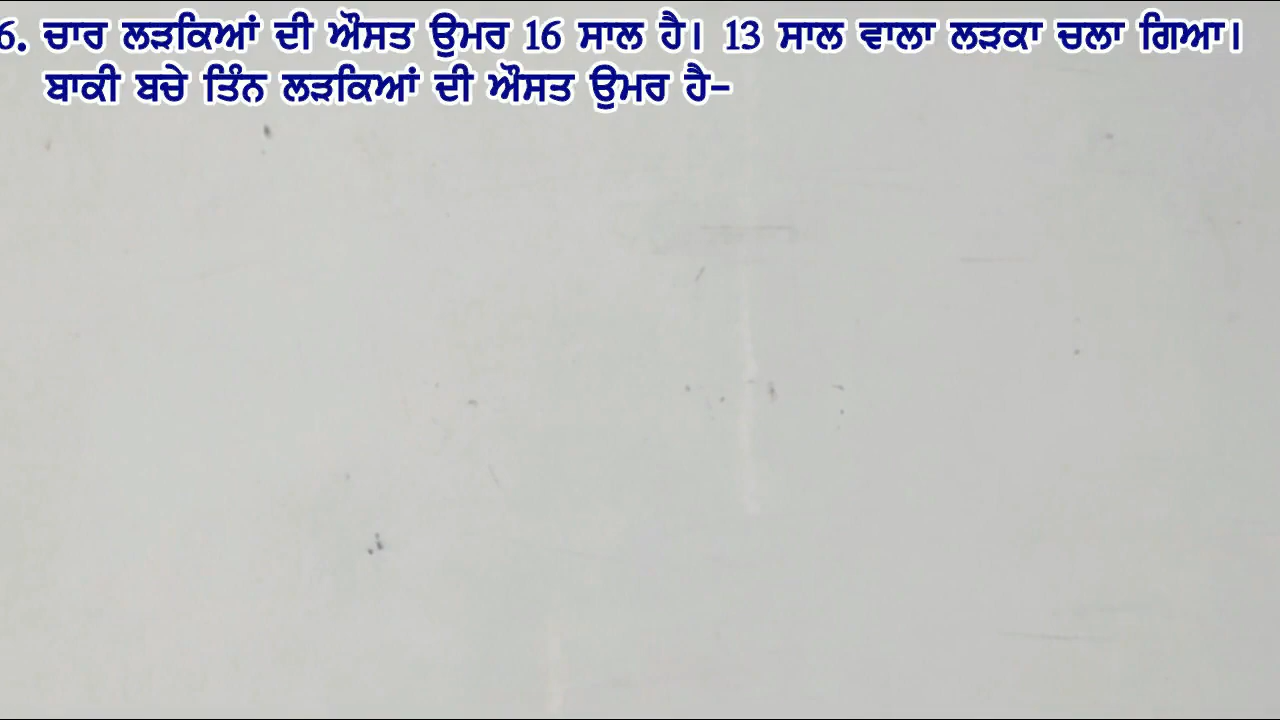 6. ਚਾਰ ਲੜਕਿਆਂ ਦੀ ਔਸਤ ਉਮਰ 16 ਸਾਲ ਹੈ। 13 ਸਾਲ ਵਾਲਾ ਲੜਕਾ ਚਲਾ ਗਿਆ।
ਬਾਕੀ ਬਚੇ ਤਿੰਨ ਲੜਕਿਆਂ ਦੀ ਔਸਤ ਉਮਰ ਹੈ-